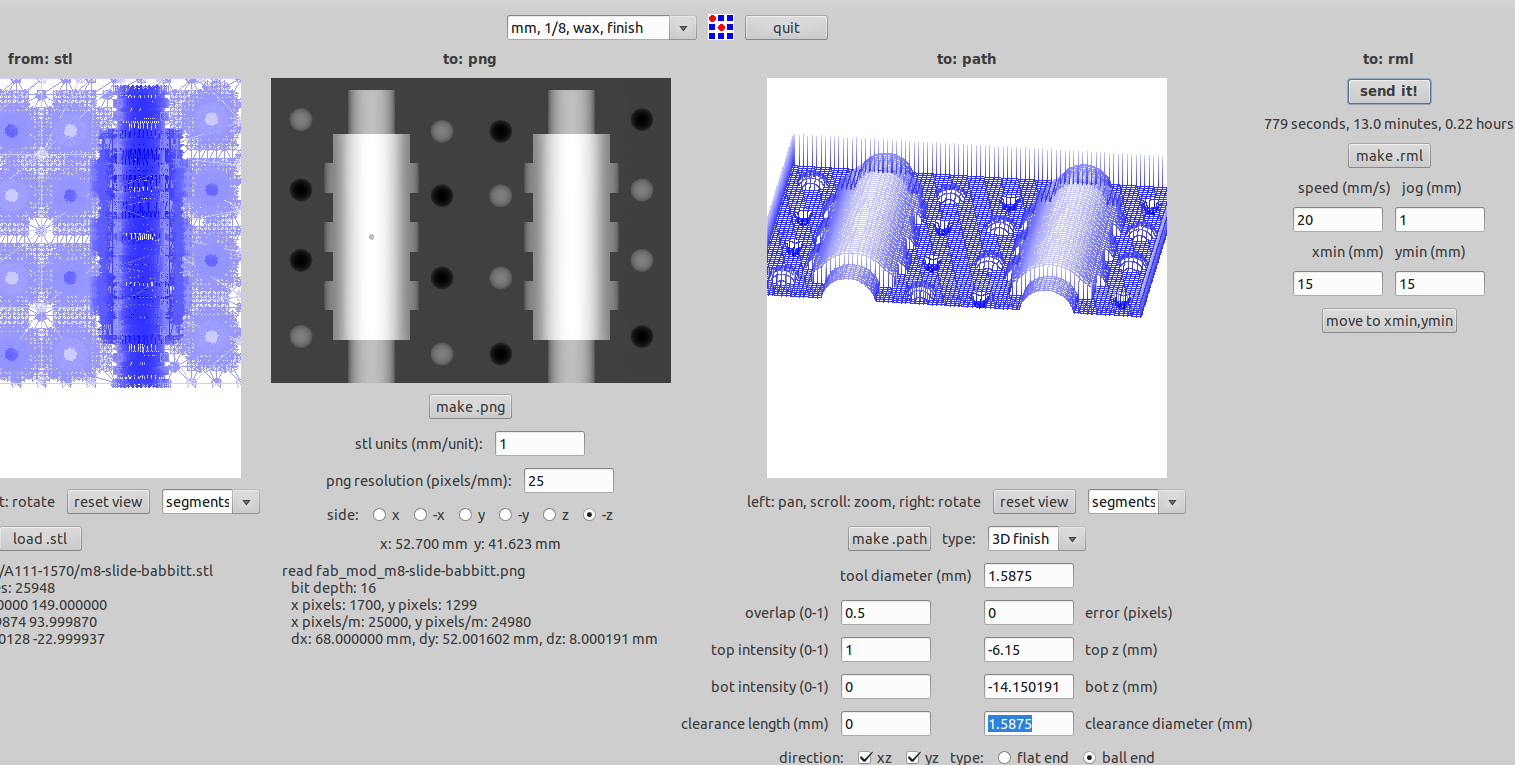 mm, 1/8, wax, finish
quit
from: stl
to: png
to: path
to: rml
send it!
779 seconds, 13.0 minutes, 0.22 hours
make .rml
speed (mm/s) jog (mm)
20 1
xmin (mm) ymin (mm)
15 15
move to xmin,ymin
t: rotate
reset view
segments
load .stl
/A111-1570/m8-slide-babbitt.stl
es: 25948
0000 149.000000
9874 93.999870
0128 -22.999937
make .png
stl units (mm/unit): 1
png resolution (pixels/mm): 25
side: x -x y -y z -z
x: 52.700 mm y: 41.623 mm
read fab_mod_m8-slide-babbitt.png
bit depth: 16
x pixels: 1700, y pixels: 1299
x pixels/m: 25000, y pixels/m: 24980
dx: 68.000000 mm, dy: 52.001602 mm, dz: 8.000191 mm
left: pan, scroll: zoom, right: rotate
reset view
segments
make .path type: 3D finish
tool diameter (mm) 1.5875
overlap (0-1) 0.5 0 error (pixels)
top intensity (0-1) 1 -6.15 top z (mm)
bot intensity (0-1) 0 -14.150191 bot z (mm)
clearance length (mm) 0 1.5875 clearance diameter (mm)
direction: xz yz type: flat end ball end